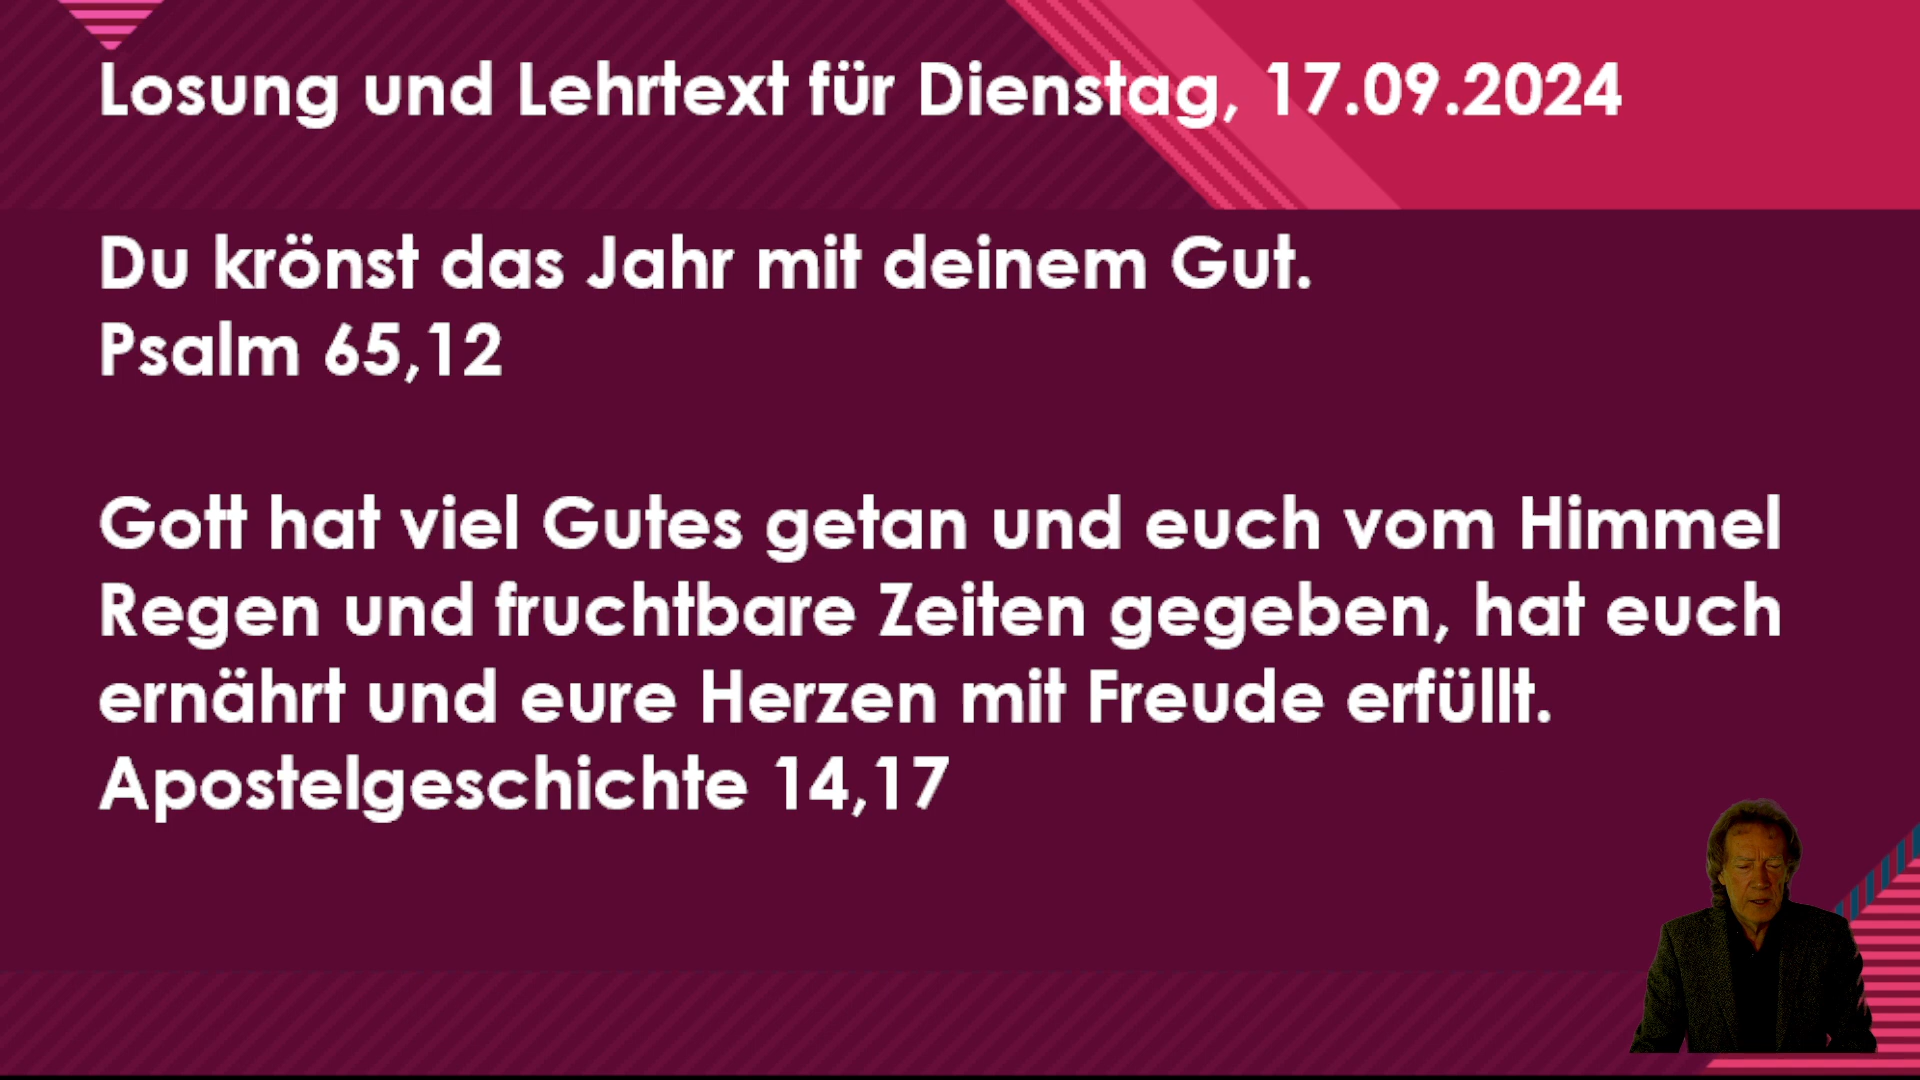 Losung und Lehrtext für Dienstag, 17.09.2024
Du krönst das Jahr mit deinem Gut.
Psalm 65,12
Gott hat viel Gutes getan und euch vom Himmel
Regen und fruchtbare Zeiten gegeben, hat euch
ernährt und eure Herzen mit Freude erfüllt.
Apostelgeschichte 14,17